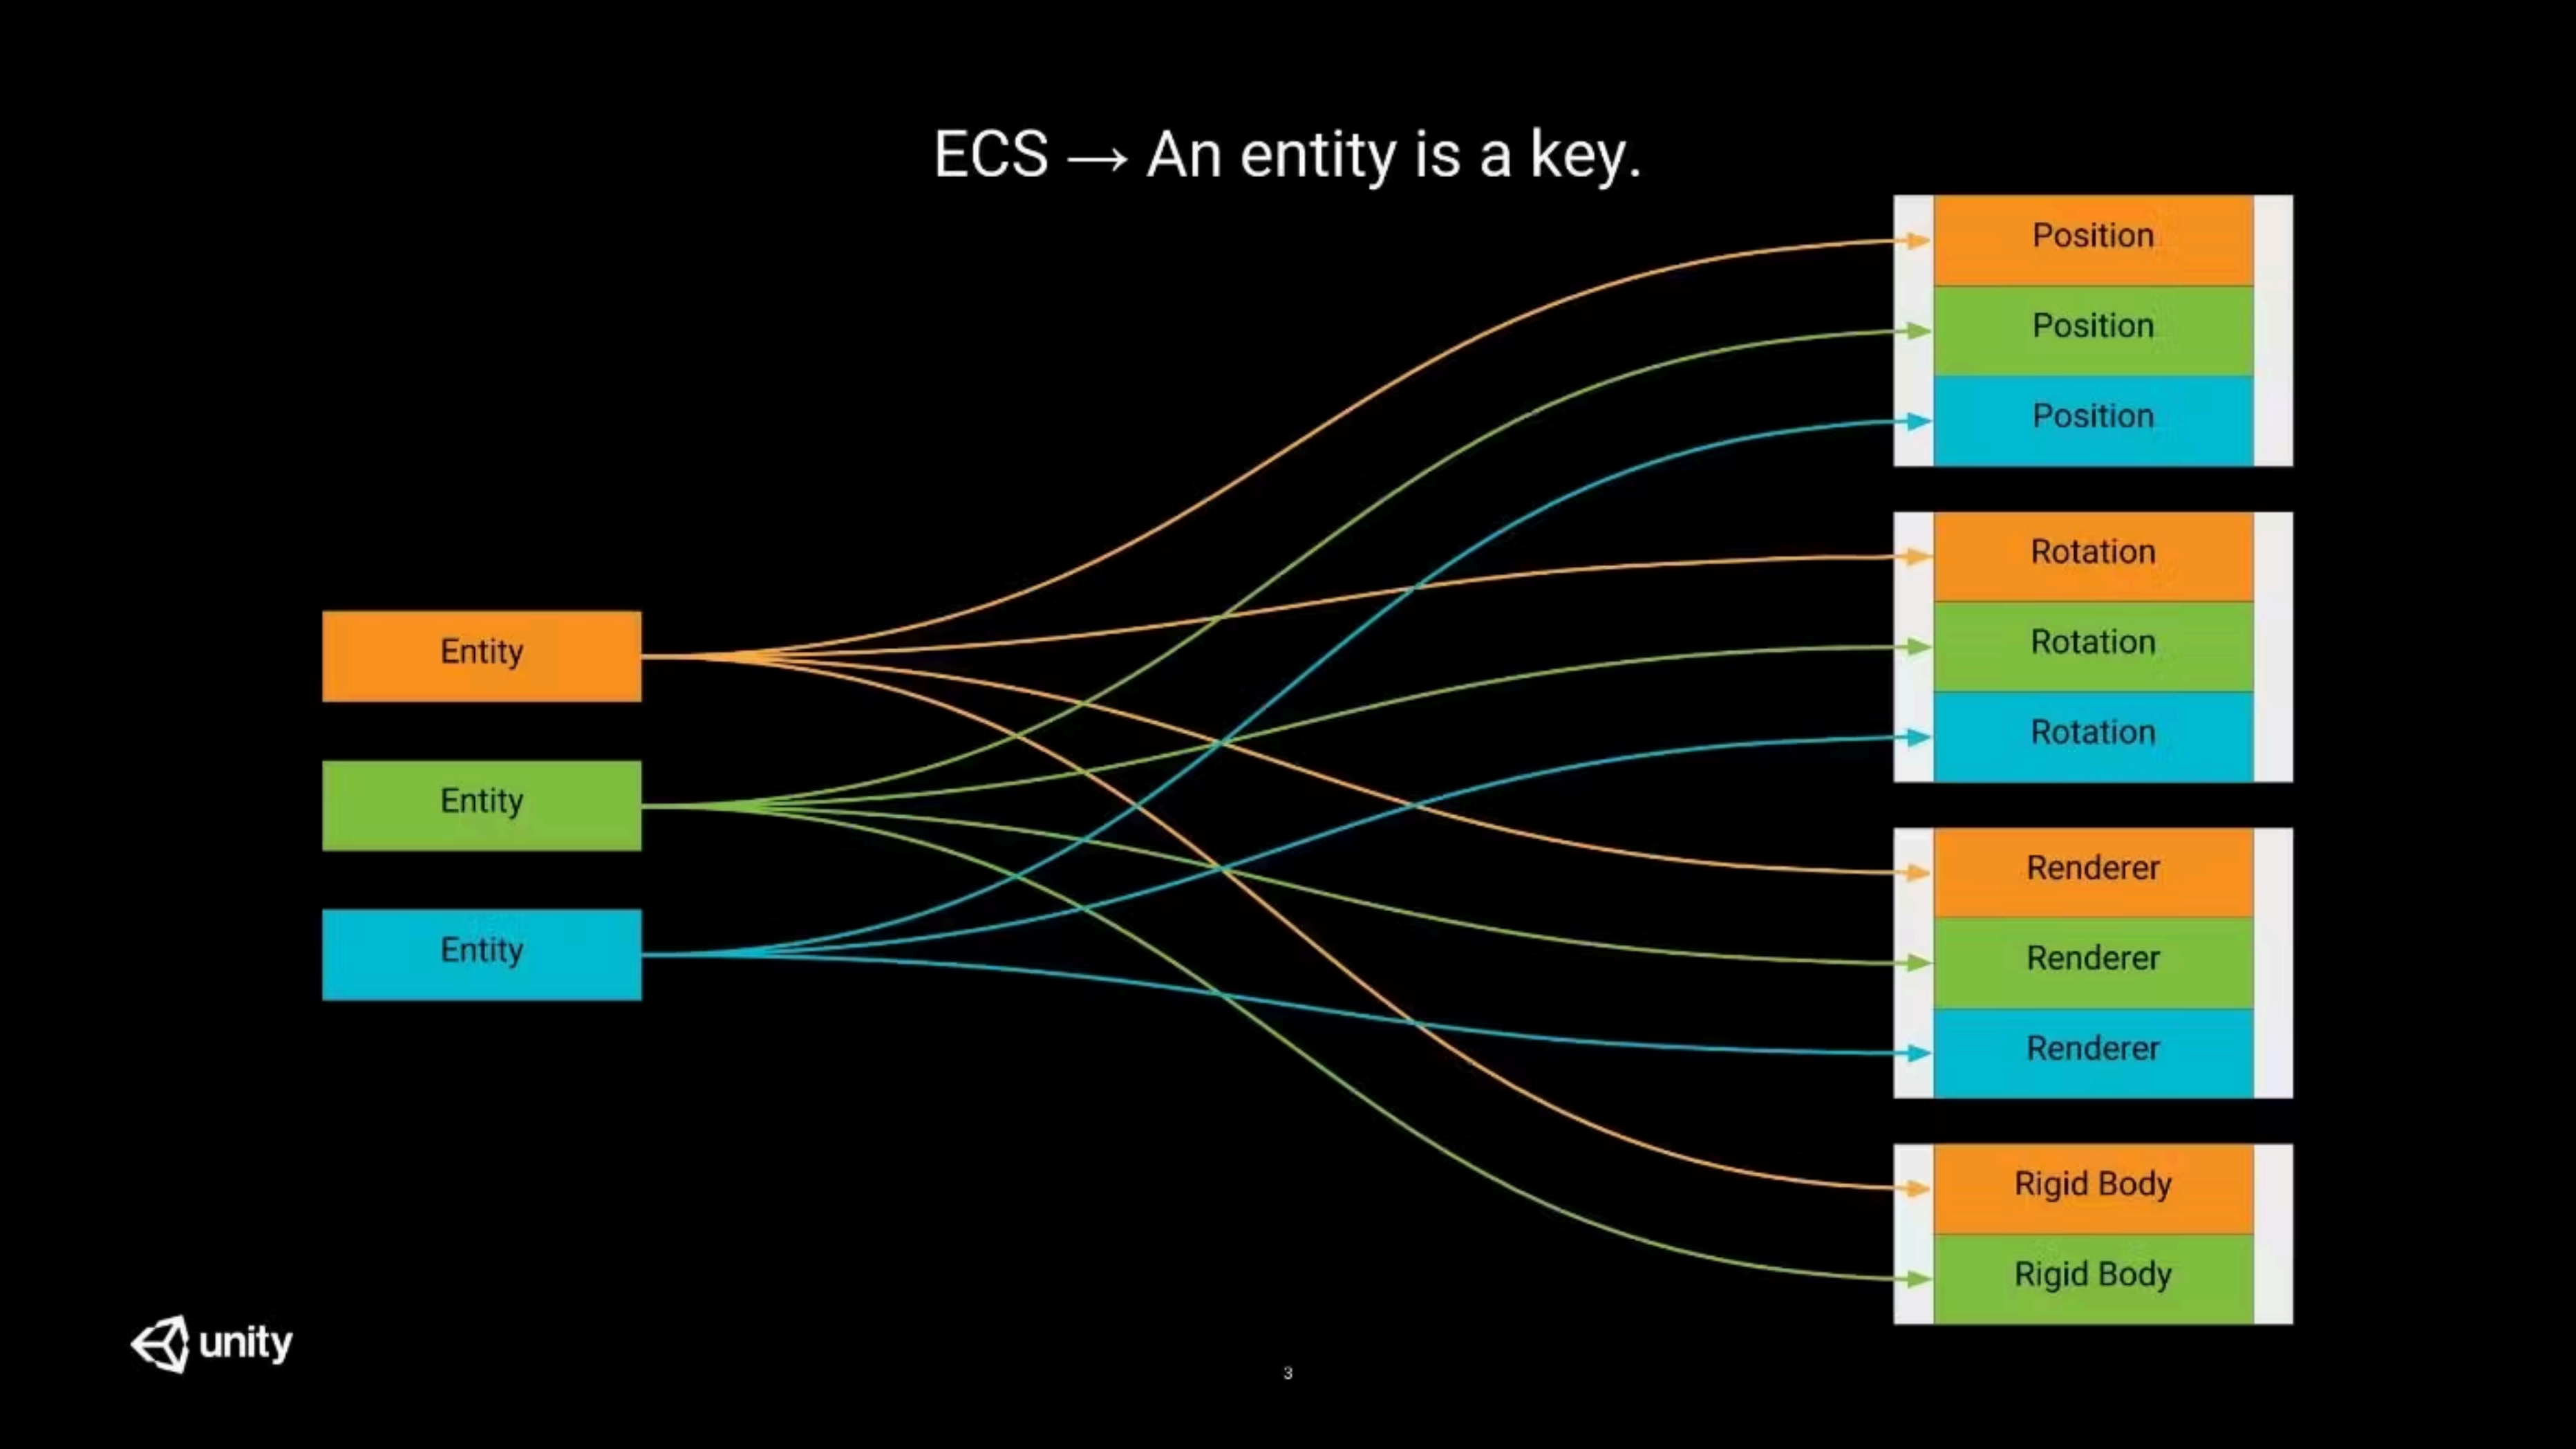 ECS → An entity is a key.
Entity
Entity
Entity
Position
Position
Position
Rotation
Rotation
Rotation
Renderer
Renderer
Renderer
Rigid Body
Rigid Body
unity
3